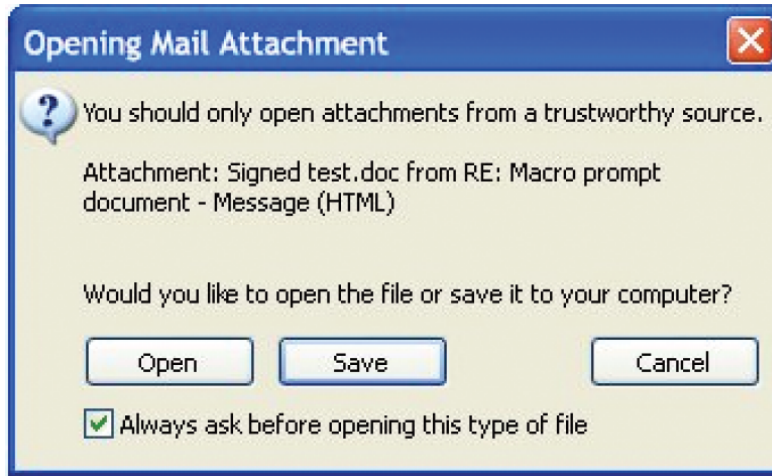 Opening Mail Attachment
You should only open attachments from a trustworthy source.
Attachment: Signed test.doc from RE: Macro prompt
document - Message (HTML)
Would you like to open the file or save it to your computer?
Open Save Cancel
Always ask before opening this type of file